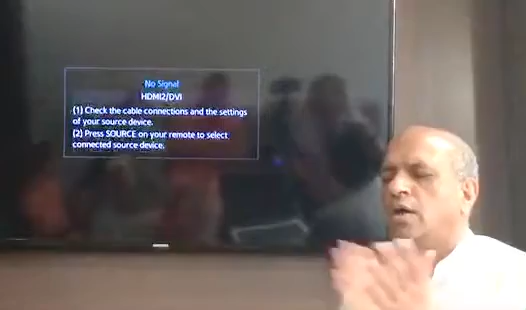 No Signal
HDMI2/DVI
(1) Check the cable connections and the settings
of your source device.
(2) Press SOURCE on your remote to select
connected source device.